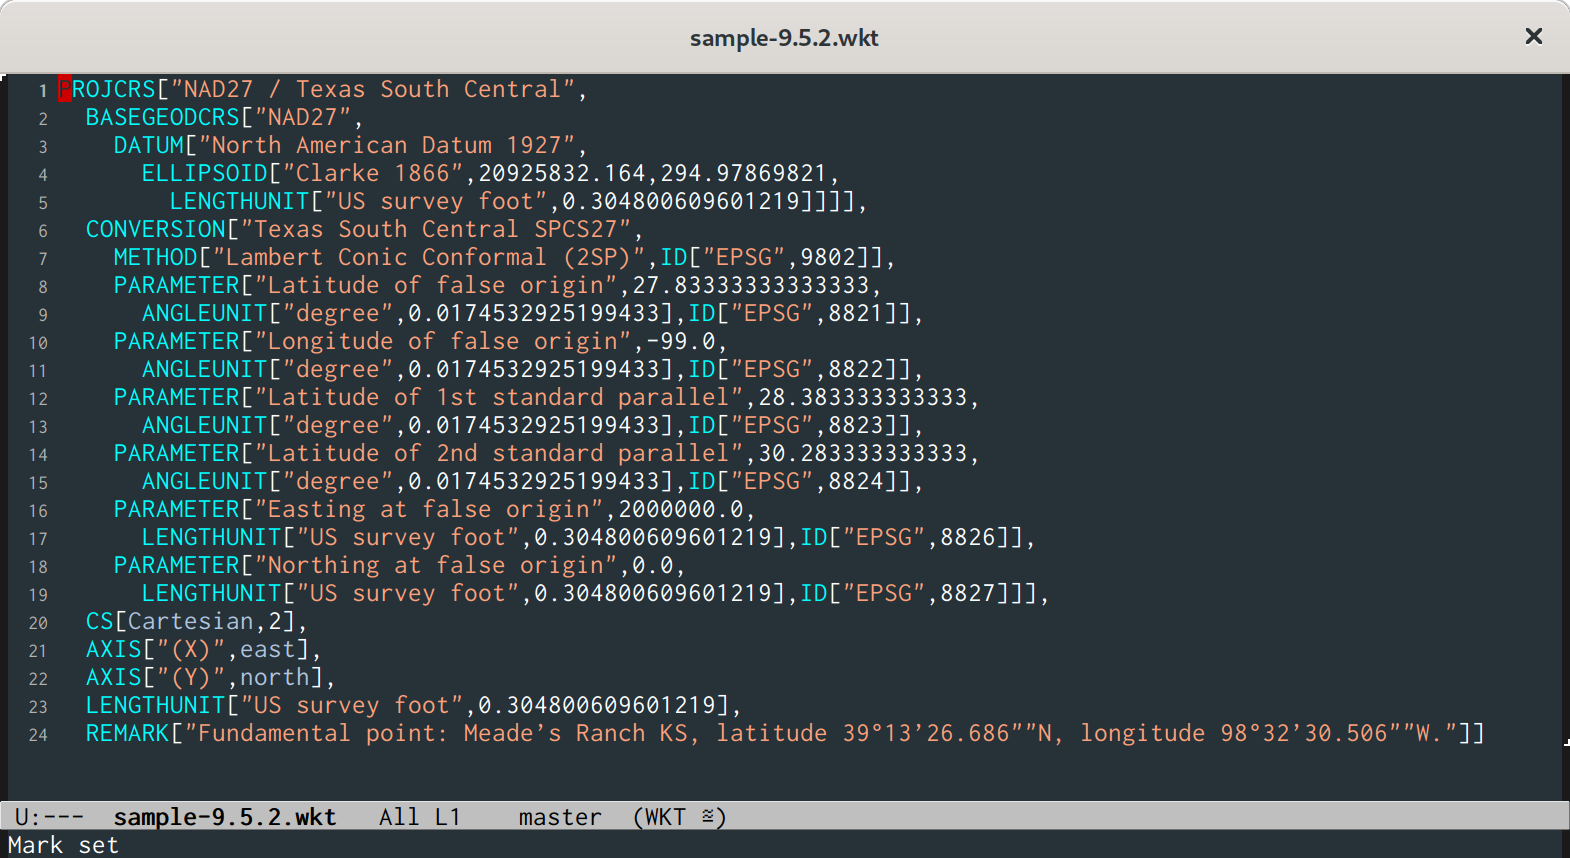 sample-9.5.2.wkt
1 PROJCRS["NAD27 / Texas South Central",
2   BASEGEODCRS["NAD27",
3     DATUM["North American Datum 1927",
4       ELLIPSOID["Clarke 1866",20925832.164,294.97869821,
5         LENGTHUNIT["US survey foot",0.304800609601219]]]],
6   CONVERSION["Texas South Central SPCS27",
7     METHOD["Lambert Conic Conformal (2SP)",ID["EPSG",9802]],
8     PARAMETER["Latitude of false origin",27.83333333333333,
9       ANGLEUNIT["degree",0.0174532925199433],ID["EPSG",8821]],
10     PARAMETER["Longitude of false origin",-99.0,
11       ANGLEUNIT["degree",0.0174532925199433],ID["EPSG",8822]],
12     PARAMETER["Latitude of 1st standard parallel",28.383333333333,
13       ANGLEUNIT["degree",0.0174532925199433],ID["EPSG",8823]],
14     PARAMETER["Latitude of 2nd standard parallel",30.283333333333,
15       ANGLEUNIT["degree",0.0174532925199433],ID["EPSG",8824]],
16     PARAMETER["Easting at false origin",2000000.0,
17       LENGTHUNIT["US survey foot",0.304800609601219],ID["EPSG",8826]],
18     PARAMETER["Northing at false origin",0.0,
19       LENGTHUNIT["US survey foot",0.304800609601219],ID["EPSG",8827]]],
20   CS[Cartesian,2],
21   AXIS["(X)",east],
22   AXIS["(Y)",north],
23   LENGTHUNIT["US survey foot",0.304800609601219],
24   REMARK["Fundamental point: Meade’s Ranch KS, latitude 39°13’26.686""N, longitude 98°32’30.506""W."]]
U:---  sample-9.5.2.wkt   All L1    master  (WKT ≊)
Mark set